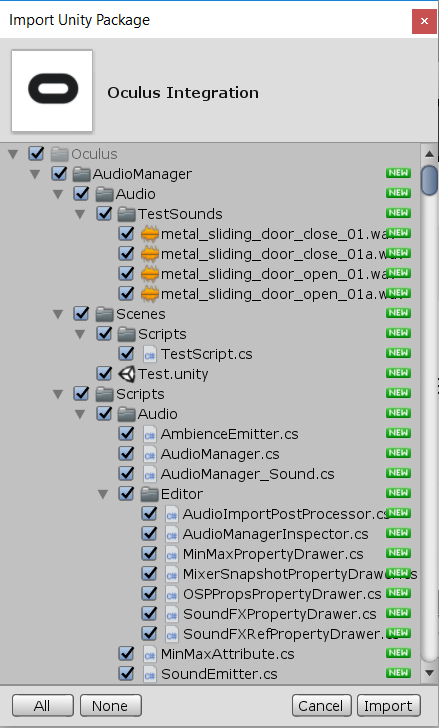 Import Unity Package
Oculus Integration
Oculus
AudioManager NEW
Audio NEW
TestSounds NEW
metal_sliding_door_close_01.wa NEW
metal_sliding_door_close_01a.wa NEW
metal_sliding_door_open_01.wa NEW
metal_sliding_door_open_01a.wa NEW
Scenes NEW
Scripts NEW
TestScript.cs NEW
Test.unity NEW
Scripts NEW
Audio NEW
AmbienceEmitter.cs NEW
AudioManager.cs NEW
AudioManager_Sound.cs NEW
Editor NEW
AudioImportPostProcessor.cs NEW
AudioManagerInspector.cs NEW
MinMaxPropertyDrawer.cs NEW
MixerSnapshotPropertyDrawer.cs NEW
OSPPropsPropertyDrawer.cs NEW
SoundFXPropertyDrawer.cs NEW
SoundFXRefPropertyDrawer.cs NEW
MinMaxAttribute.cs NEW
SoundEmitter.cs NEW
All None Cancel Import